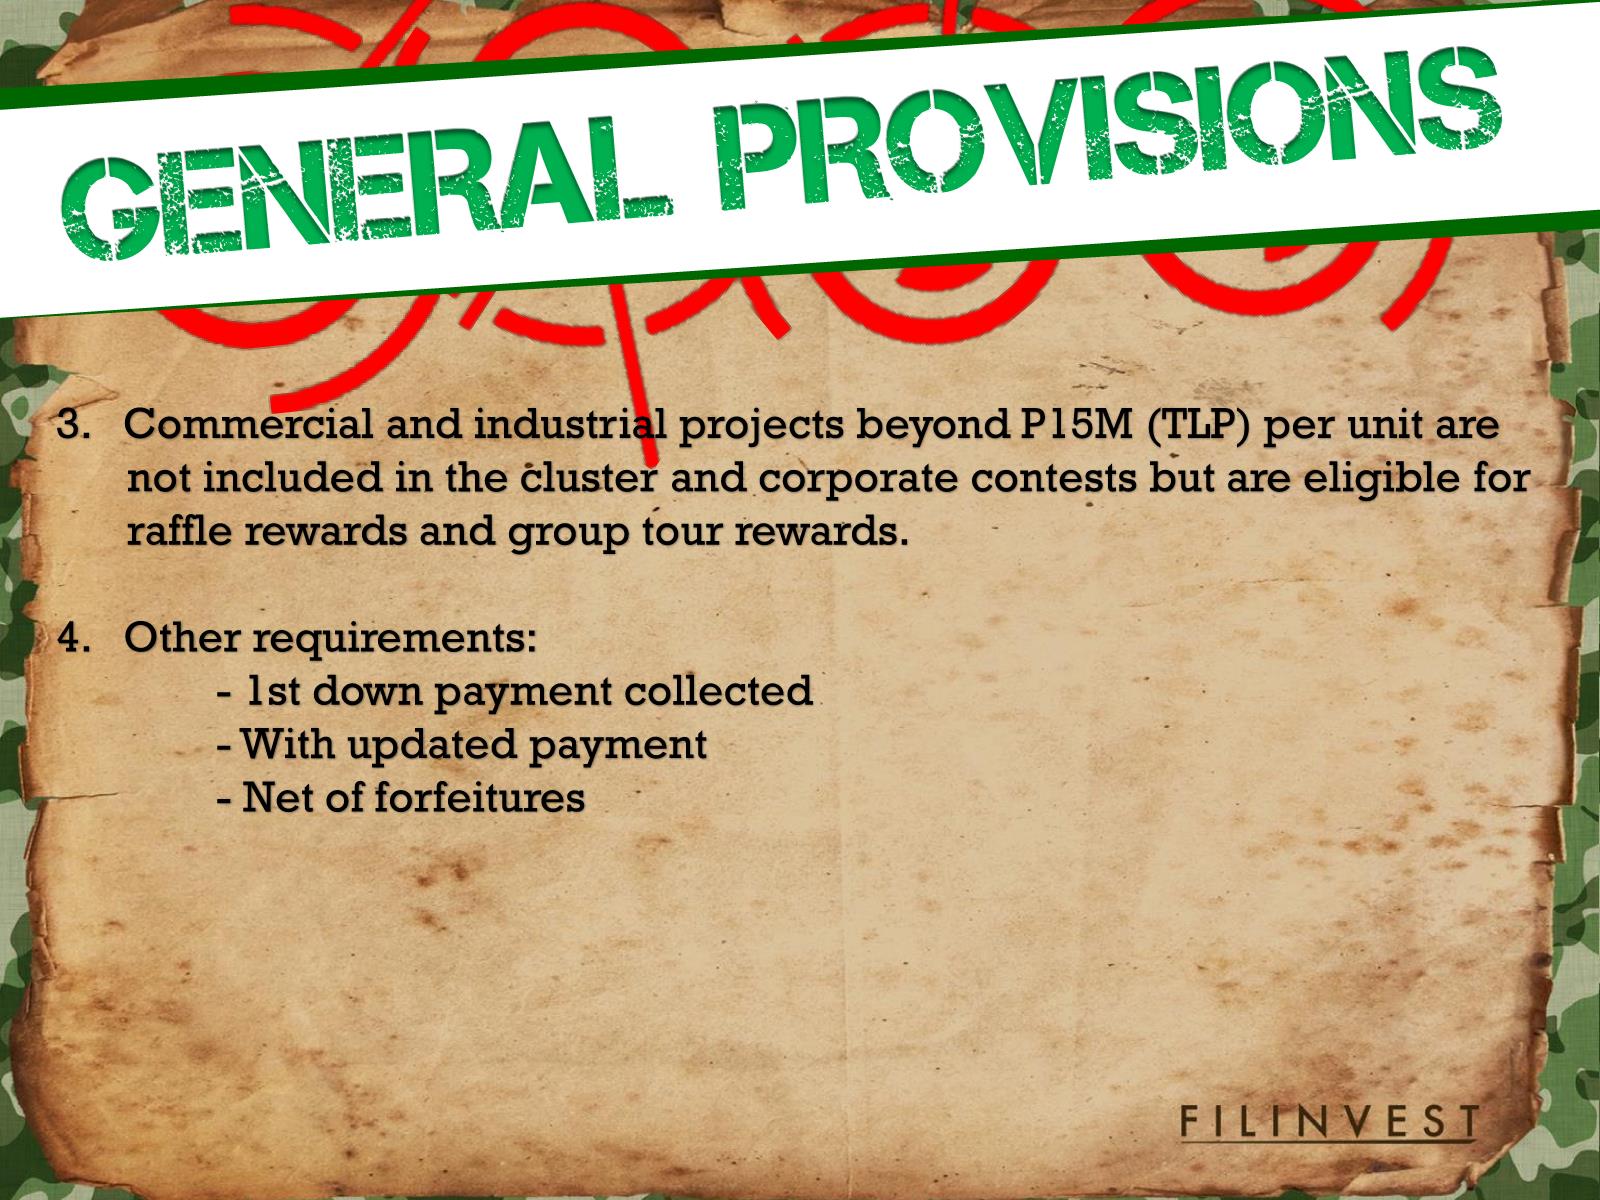 GENERAL PROVISIONS
3. Commercial and industrial projects beyond P15M (TLP) per unit are
not included in the cluster and corporate contests but are eligible for
raffle rewards and group tour rewards.
4. Other requirements:
- 1st down payment collected
- With updated payment
- Net of forfeitures
FILINVEST